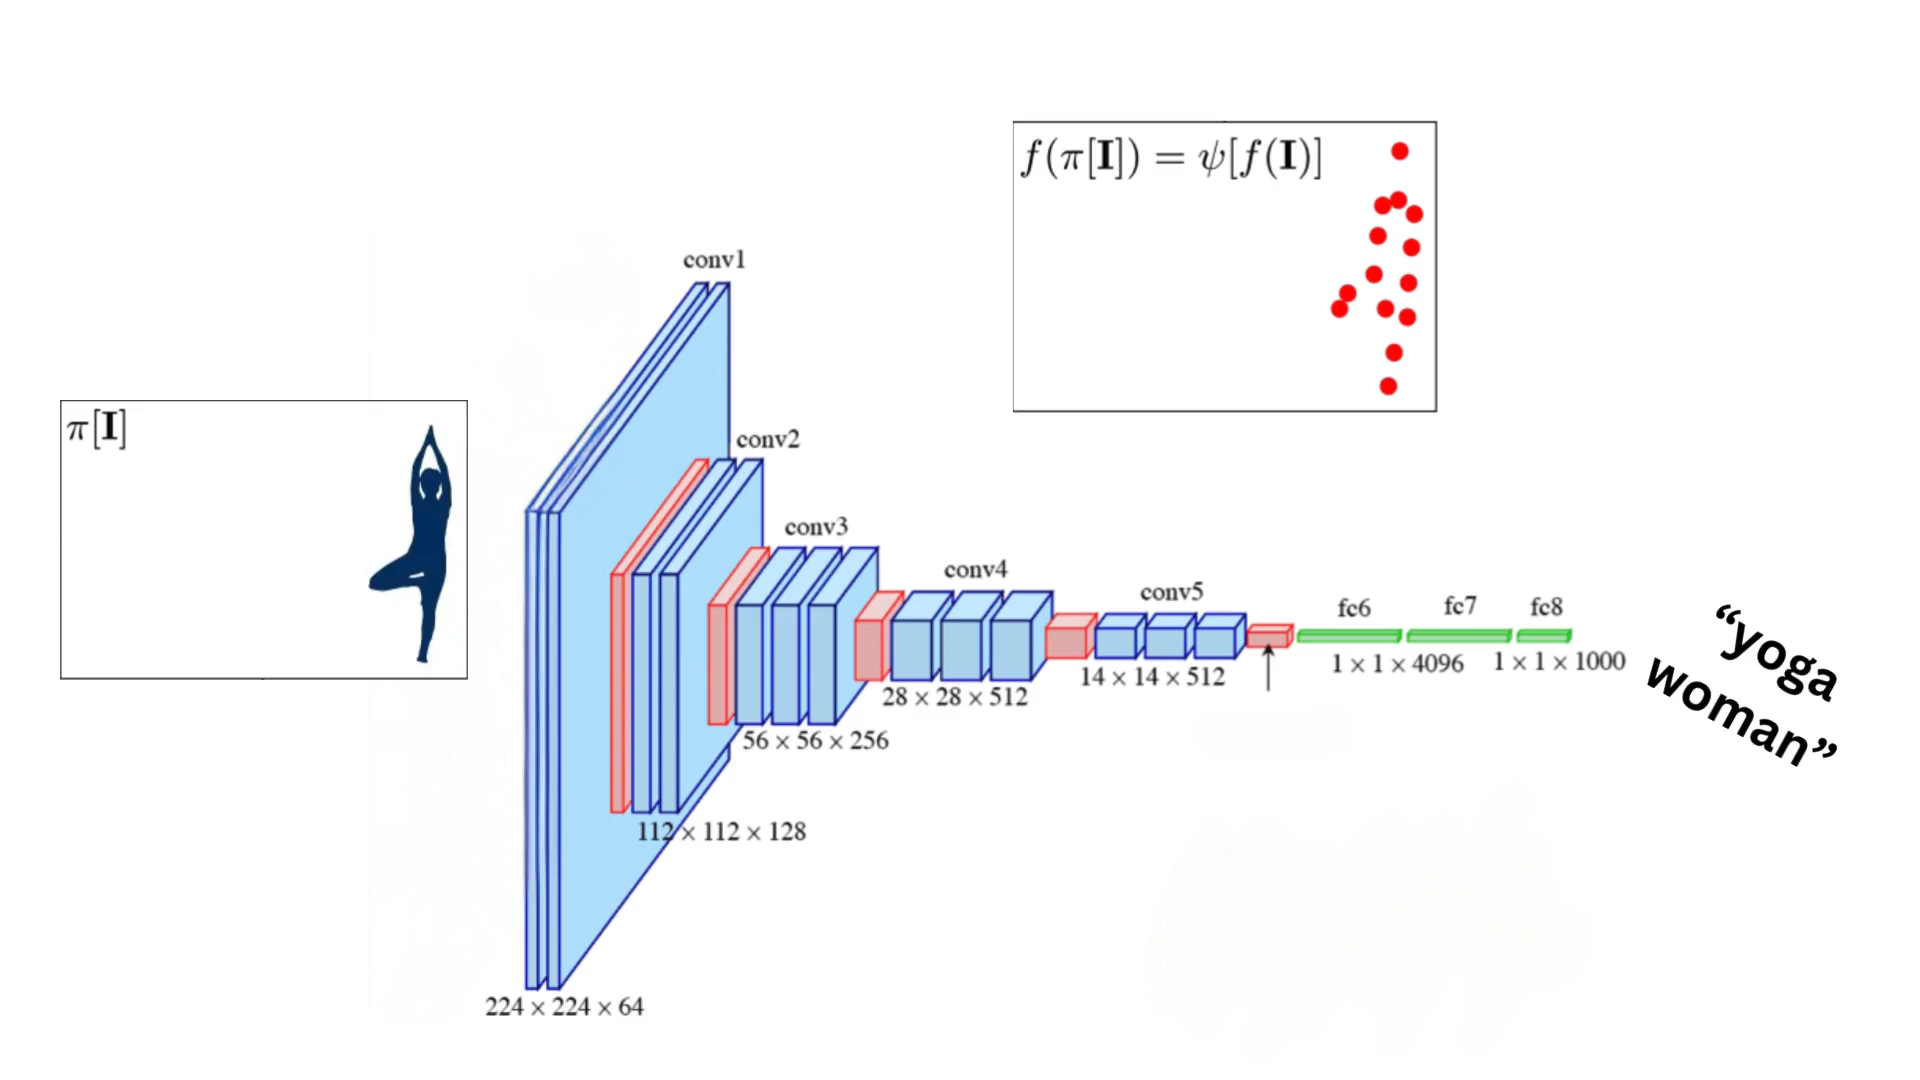 f(π[I]) = ψ[f(I)]
conv1
π[I]
conv2
conv3
conv4
conv5
fc6
fc7
fc8
“yoga
woman”
1 × 1 × 4096
1 × 1 × 1000
14 × 14 × 512
28 × 28 × 512
56 × 56 × 256
112 × 112 × 128
224 × 224 × 64